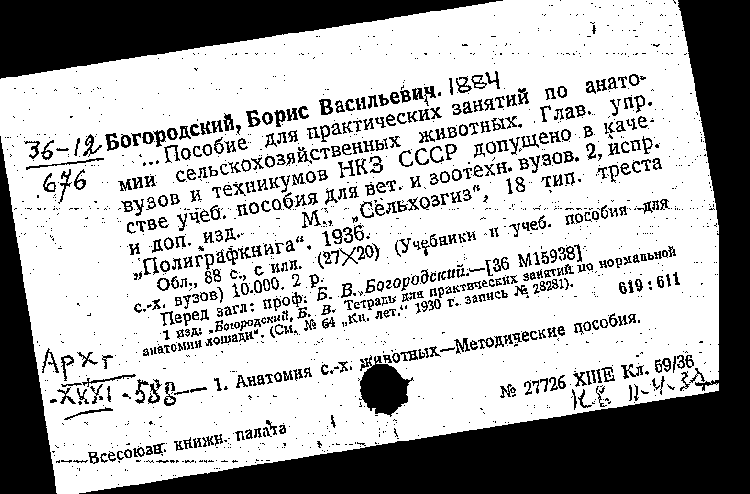 Богородский, Борис Васильевич. 1884
36-12
676
...Пособие для практических занятий по анато-
мии сельскохозяйственных животных. Глав. упр.
вузов и техникумов НКЗ СССР допущено в каче-
стве учеб. пособия для вет. и зоотехн. вузов. 2, испр.
и доп. изд. М., „Сельхозгиз“, 18 тип. треста
„Полиграфкнига“. 1936.
Обл., 88 с., с илл. (27X20) (Учебники и учеб. пособия для
с.-х. вузов) 10.000. 2 р.
Перед загл: проф. Б. В. Богородский.—[36 М15938]
1 изд: „Богородский, Б. В. Тетрадь для практических занятий по нормальной
анатомии лошади“. (См. № 64 „Кн. лет.“ 1930 г. запись № 28281).
619 : 611
Арх г
XXXI - 588
— 1. Анатомия с.-х. животных—Методические пособия.
№ 27726 XIIIЕ Кл. 59/36
Всесоюзн. книжн. палата